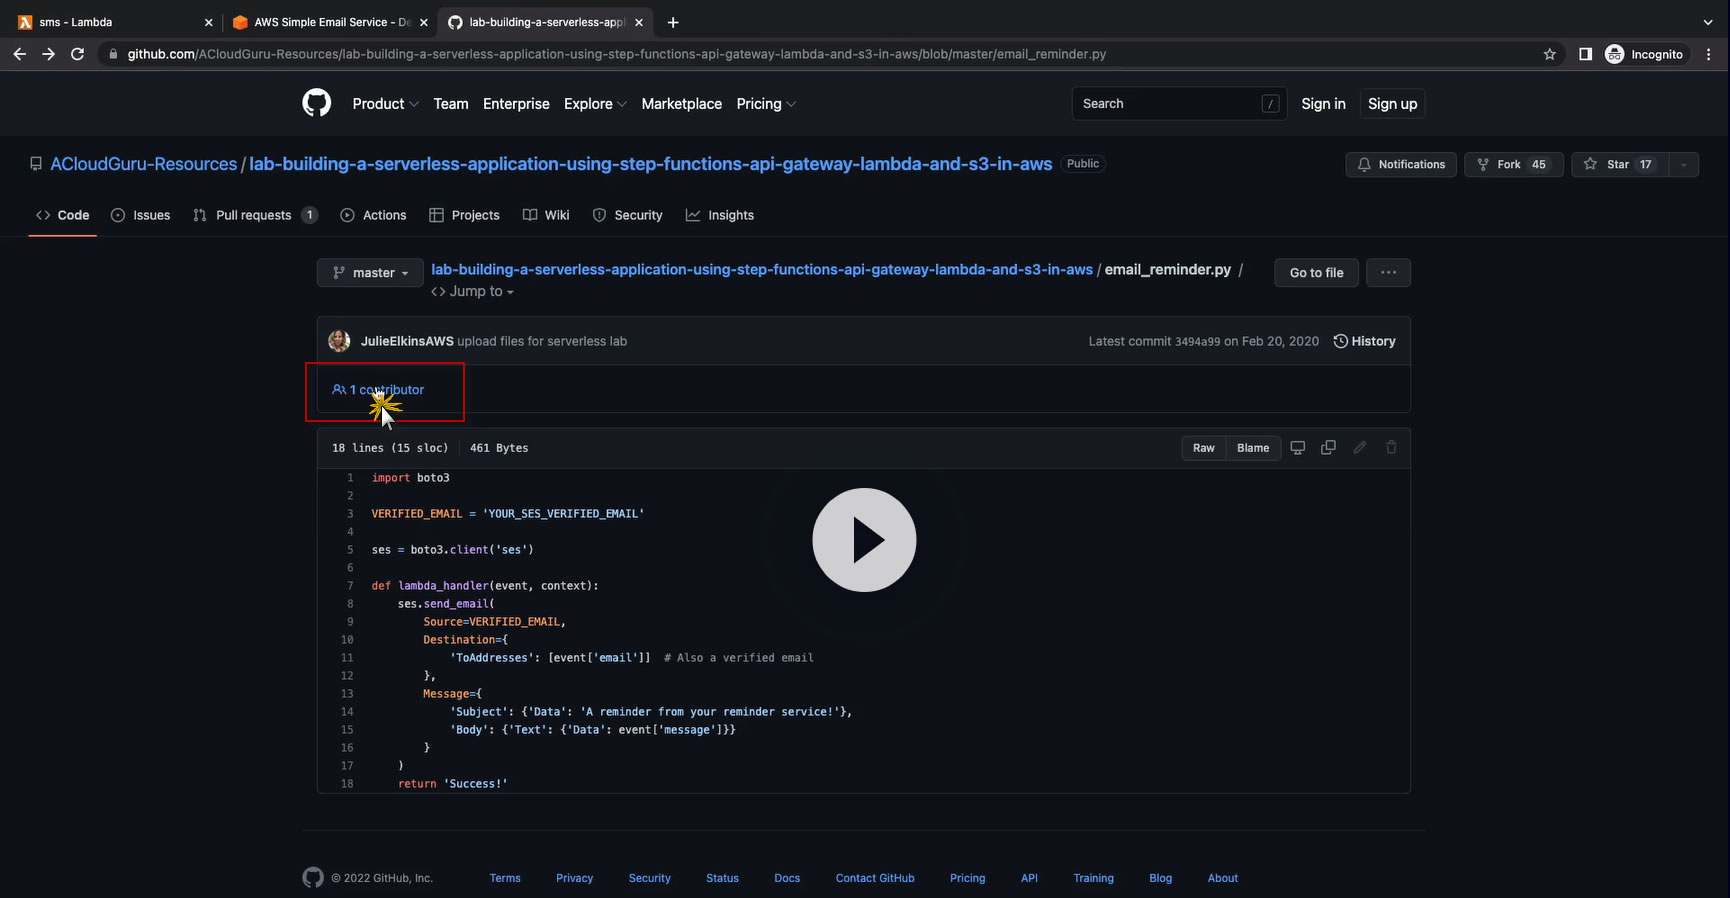 sms - Lambda
AWS Simple Email Service - De
lab-building-a-serverless-appl
github.com/ACloudGuru-Resources/lab-building-a-serverless-application-using-step-functions-api-gateway-lambda-and-s3-in-aws/blob/master/email_reminder.py
Incognito
Product Team Enterprise Explore Marketplace Pricing
Search /
Sign in Sign up
ACloudGuru-Resources / lab-building-a-serverless-application-using-step-functions-api-gateway-lambda-and-s3-in-aws Public
Notifications Fork 45 Star 17
Code Issues Pull requests 1 Actions Projects Wiki Security Insights
master
lab-building-a-serverless-application-using-step-functions-api-gateway-lambda-and-s3-in-aws / email_reminder.py /
<> Jump to
Go to file ...
JulieElkinsAWS upload files for serverless lab
Latest commit 3494a99 on Feb 20, 2020 History
1 contributor
18 lines (15 sloc) 461 Bytes
Raw Blame
1 import boto3
2
3 VERIFIED_EMAIL = 'YOUR_SES_VERIFIED_EMAIL'
4
5 ses = boto3.client('ses')
6
7 def lambda_handler(event, context):
8 ses.send_email(
9 Source=VERIFIED_EMAIL,
10 Destination={
11 'ToAddresses': [event['email']] # Also a verified email
12 },
13 Message={
14 'Subject': {'Data': 'A reminder from your reminder service!'},
15 'Body': {'Text': {'Data': event['message']}}
16 }
17 )
18 return 'Success!'
© 2022 GitHub, Inc. Terms Privacy Security Status Docs Contact GitHub Pricing API Training Blog About